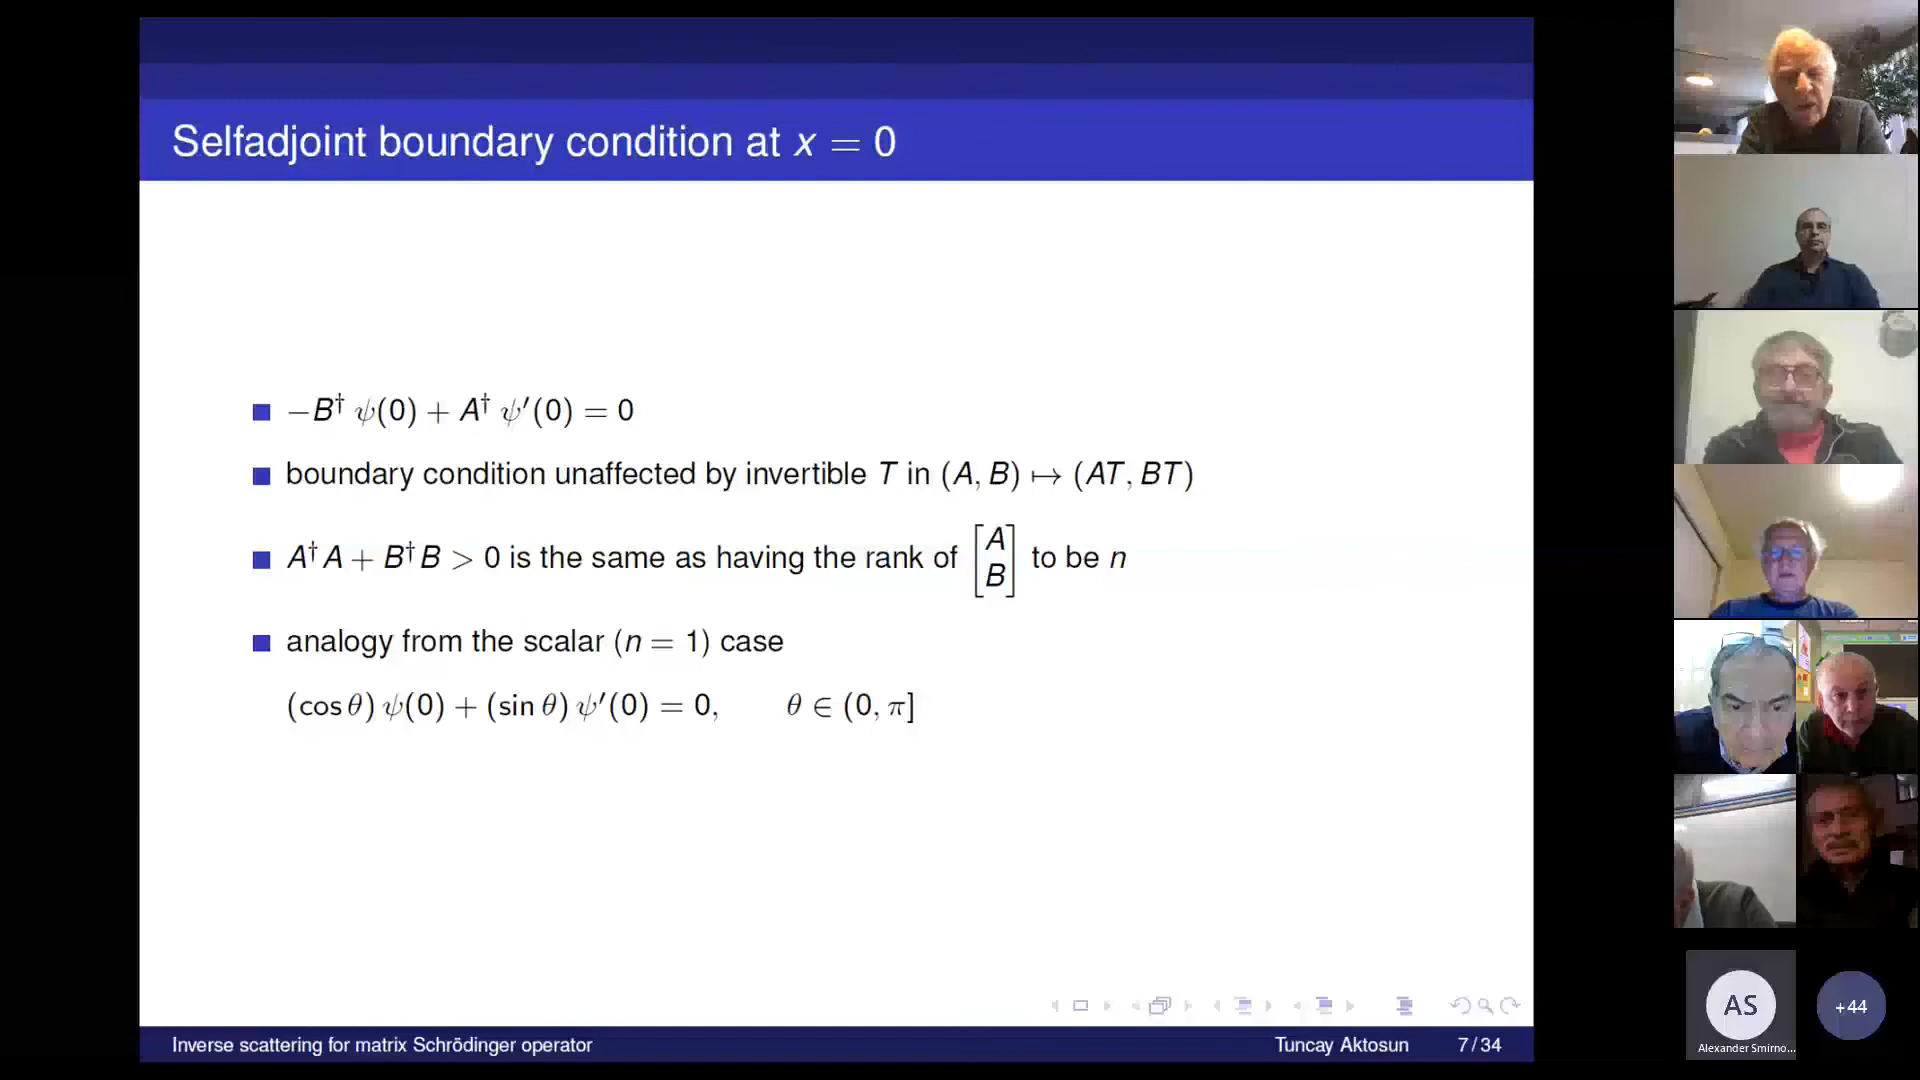 Selfadjoint boundary condition at x = 0
−B† ψ(0) + A† ψ′(0) = 0
boundary condition unaffected by invertible T in (A, B) ↦ (AT, BT)
A†A + B†B > 0 is the same as having the rank of [A B] to be n
analogy from the scalar (n = 1) case
(cos θ) ψ(0) + (sin θ) ψ′(0) = 0, θ ∈ (0, π]
Inverse scattering for matrix Schrödinger operator
Tuncay Aktosun 7 / 34
AS
Alexander Smirno...
+44